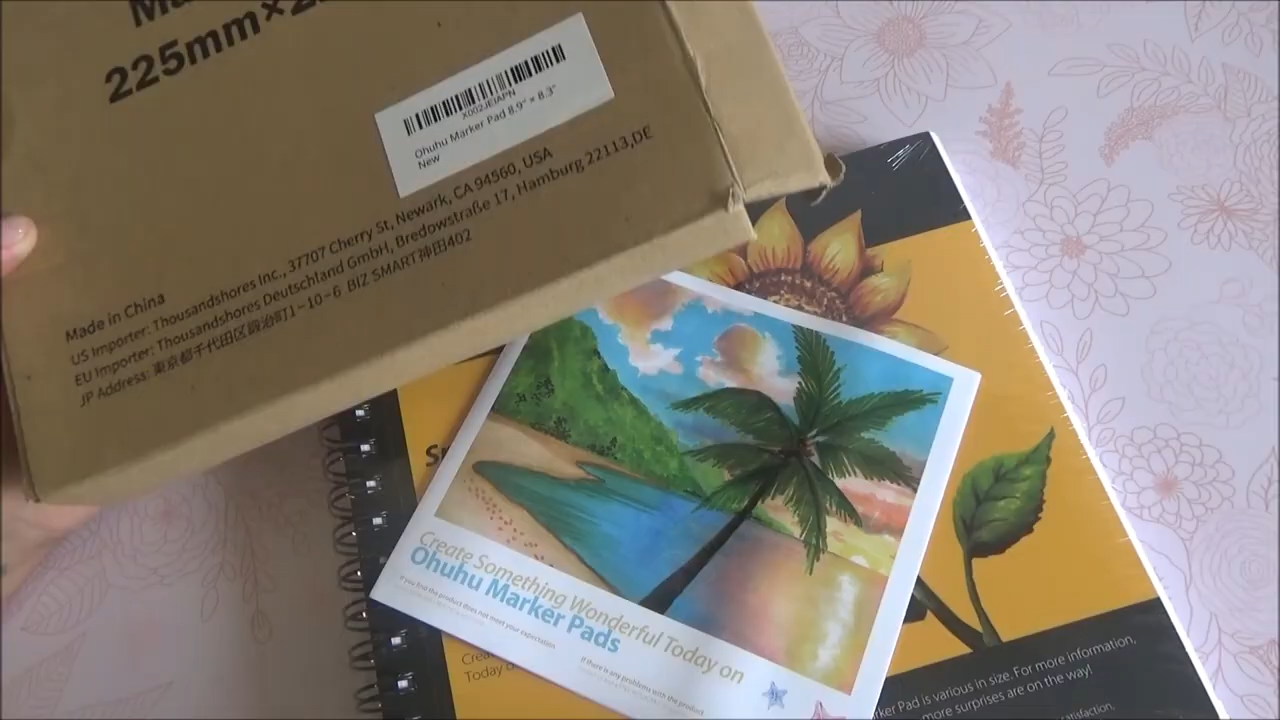 225mm×2
X002JEIAPN
Ohuhu Marker Pad 8.9" × 8.3"
New
Made in China
US Importer: Thousandshores Inc., 37707 Cherry St, Newark, CA 94560, USA
EU Importer: Thousandshores Deutschland GmbH, Bredowstraße 17, Hamburg 22113,DE
JP Address: 東京都千代田区鍛治町1-10-6 BIZ SMART神田402
Create Something Wonderful Today on
Ohuhu Marker Pads
If you find the product does not meet your expectation
If there is any problems with the product
Today
Pad is various in size. For more information,
more surprises are on the way!